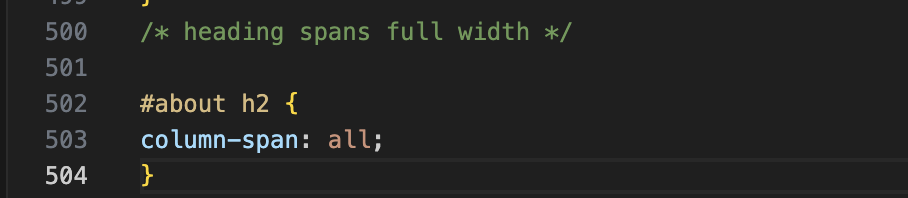 500 /* heading spans full width */
501
502 #about h2 {
503 column-span: all;
504 }